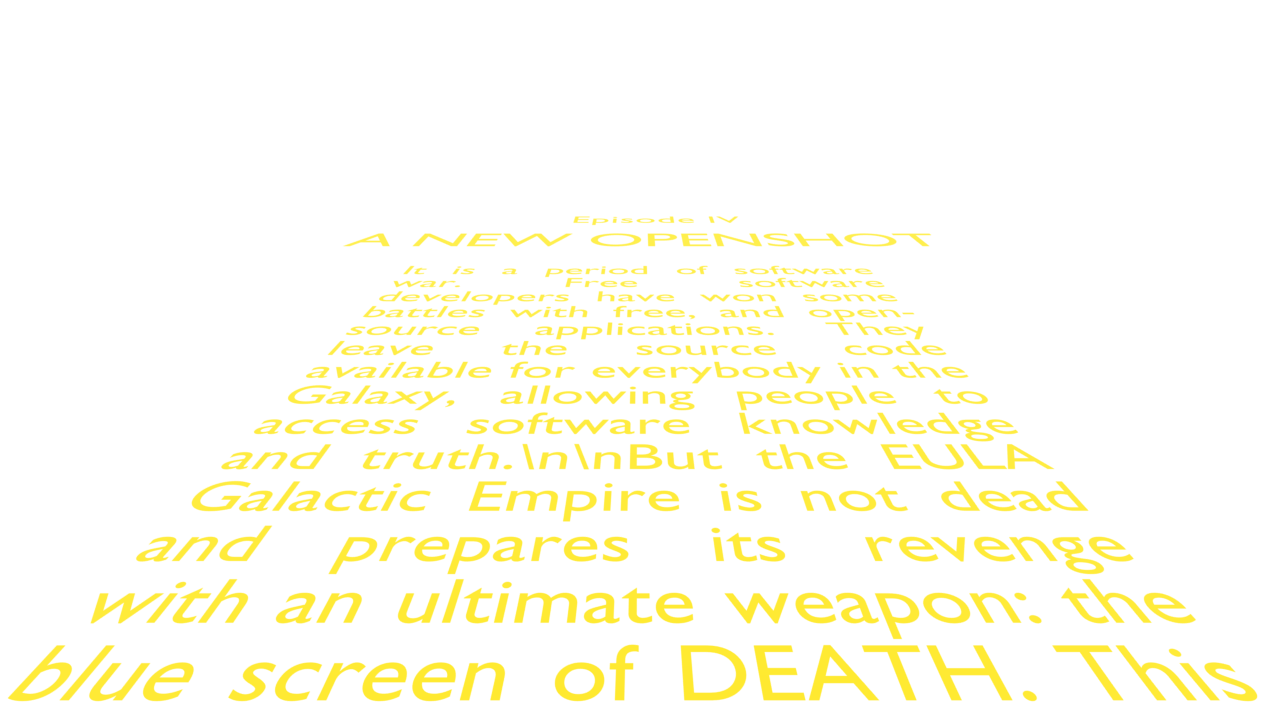 Episode IV
A NEW OPENSHOT
It is a period of software
war. Free software
developers have won some
battles with free, and open-
source applications. They
leave the source code
available for everybody in the
Galaxy, allowing people to
access software knowledge
and truth.\n\nBut the EULA
Galactic Empire is not dead
and prepares its revenge
with an ultimate weapon: the
blue screen of DEATH. This